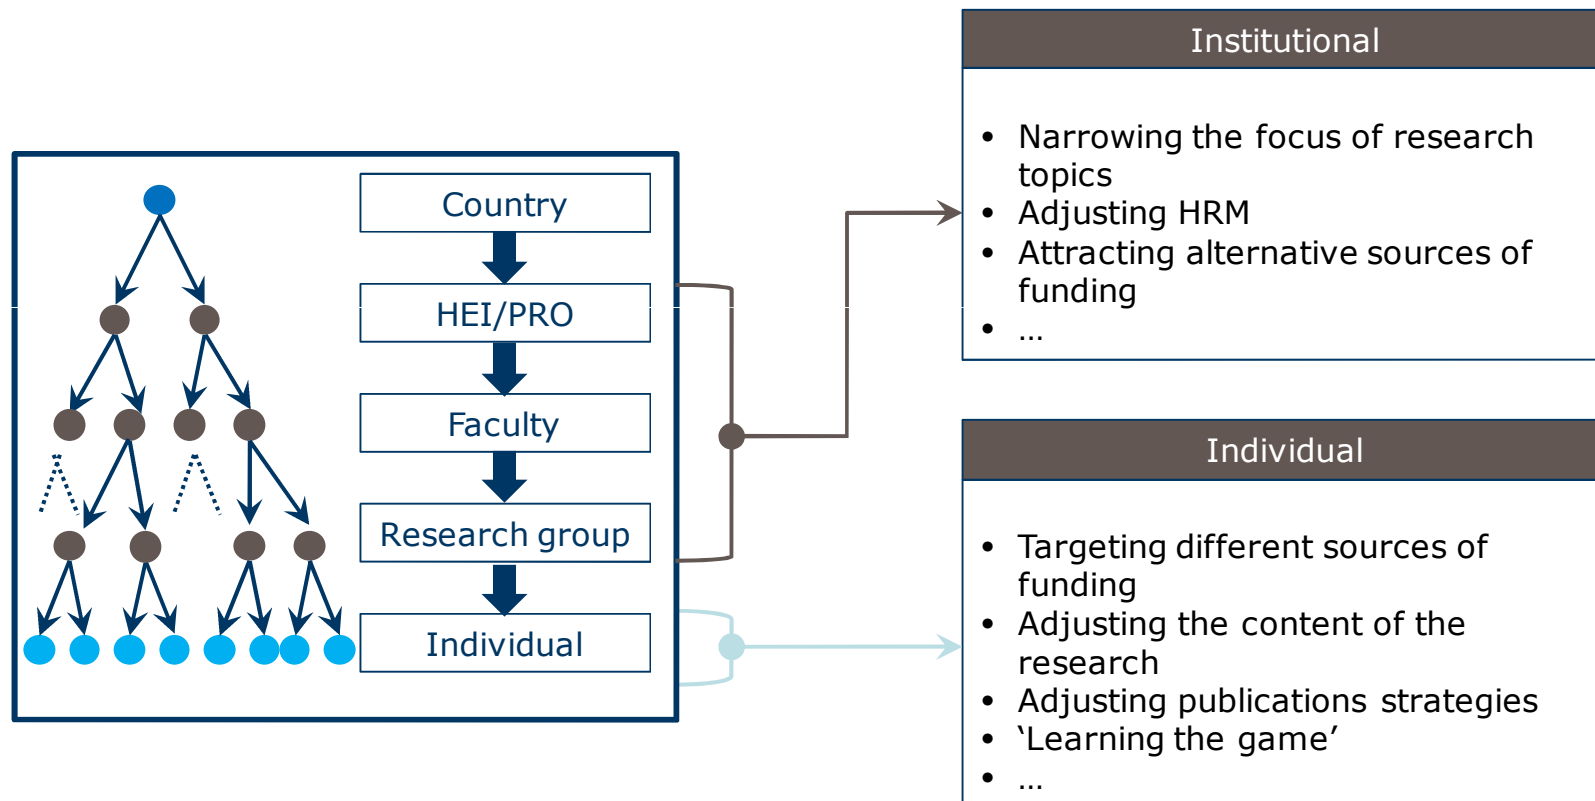 Country
HEI/PRO
Faculty
Research group
Individual
Institutional
• Narrowing the focus of research
topics
• Adjusting HRM
• Attracting alternative sources of
funding
• …
Individual
• Targeting different sources of
funding
• Adjusting the content of the
research
• Adjusting publications strategies
• ‘Learning the game’
• …